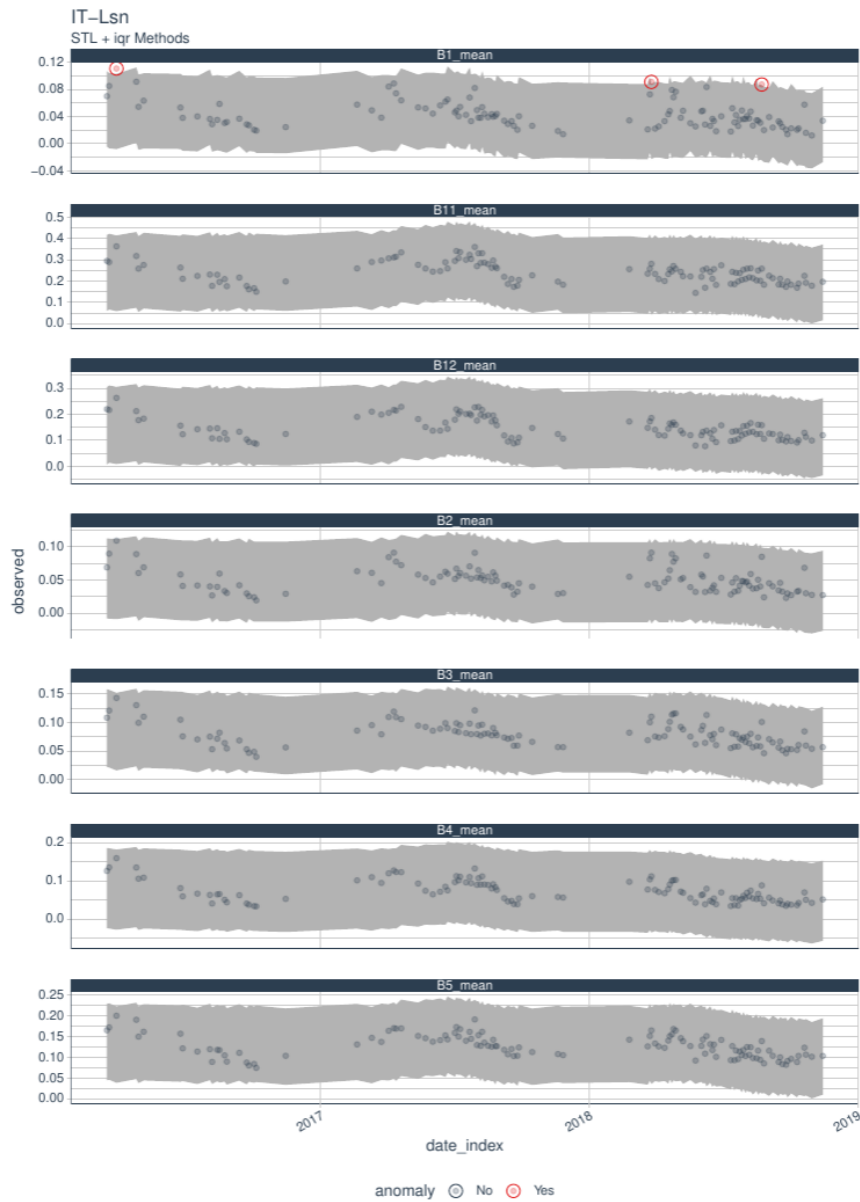 IT-Lsn
STL + iqr Methods
B1_mean
0.12
0.08
0.04
0.00
-0.04
B11_mean
0.5
0.4
0.3
0.2
0.1
0.0
B12_mean
0.3
0.2
0.1
0.0
B2_mean
0.10
0.05
0.00
observed
B3_mean
0.15
0.10
0.05
0.00
B4_mean
0.2
0.1
0.0
B5_mean
0.25
0.20
0.15
0.10
0.05
0.00
2017
2018
2019
date_index
anomaly No Yes